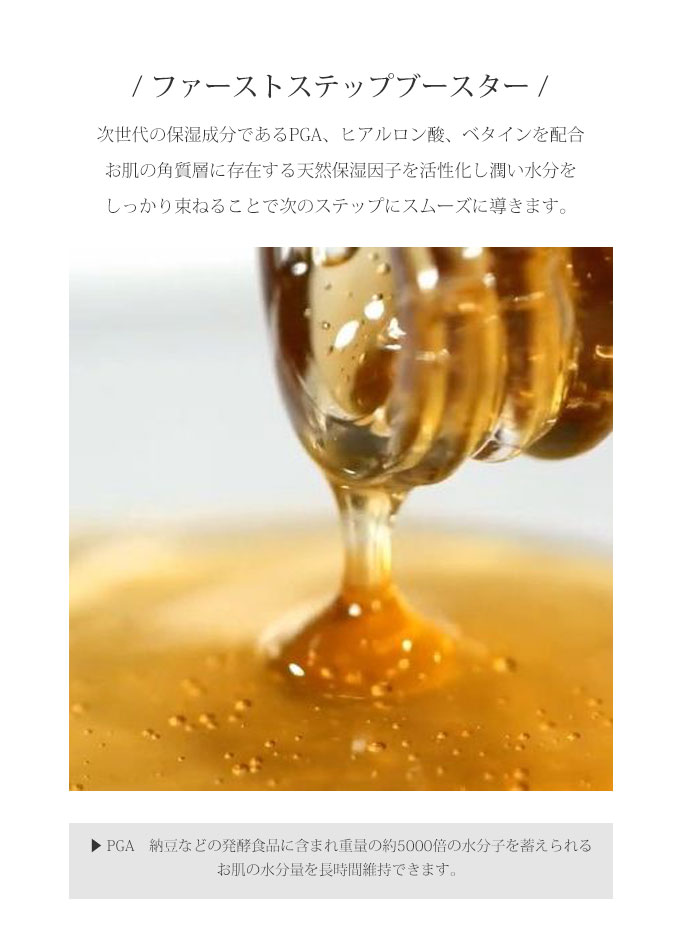 / ファーストステップブースター /
次世代の保湿成分であるPGA、ヒアルロン酸、ベタインを配合
お肌の角質層に存在する天然保湿因子を活性化し潤い水分を
しっかり束ねることで次のステップにスムーズに導きます。
▶ PGA　納豆などの発酵食品に含まれ重量の約5000倍の水分子を蓄えられる
お肌の水分量を長時間維持できます。